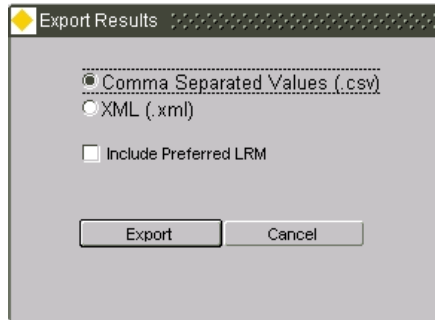 Export Results
Comma Separated Values (.csv)
XML (.xml)
Include Preferred LRM
Export Cancel